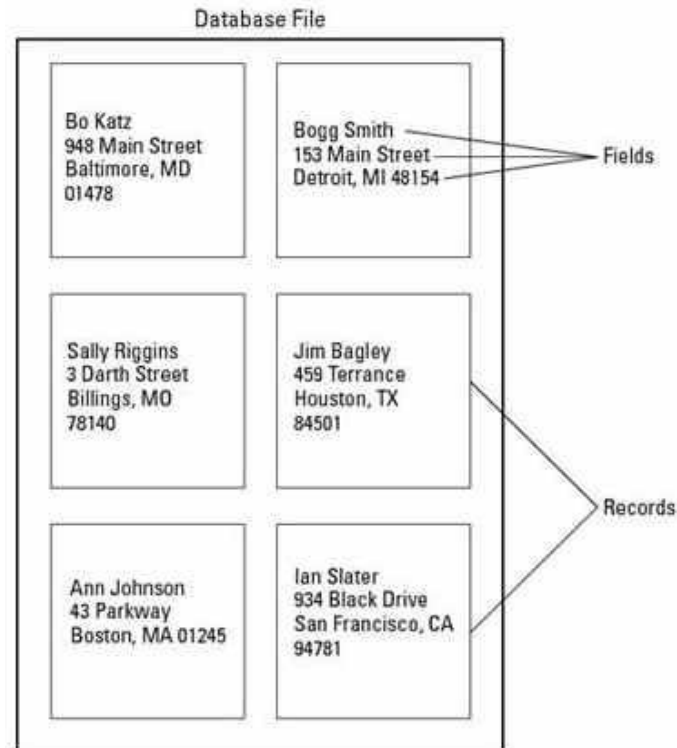 Database File
Bo Katz
948 Main Street
Baltimore, MD
01478
Bogg Smith
153 Main Street
Detroit, MI 48154
Fields
Sally Riggins
3 Darth Street
Billings, MO
78140
Jim Bagley
459 Terrance
Houston, TX
84501
Records
Ann Johnson
43 Parkway
Boston, MA 01245
Ian Slater
934 Black Drive
San Francisco, CA
94781